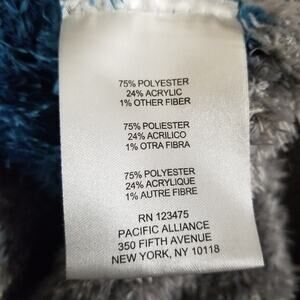 75% POLYESTER
24% ACRYLIC
1% OTHER FIBER
75% POLIESTER
24% ACRILICO
1% OTRA FIBRA
75% POLYESTER
24% ACRYLIQUE
1% AUTRE FIBRE
RN 123475
PACIFIC ALLIANCE
350 FIFTH AVENUE
NEW YORK, NY 10118